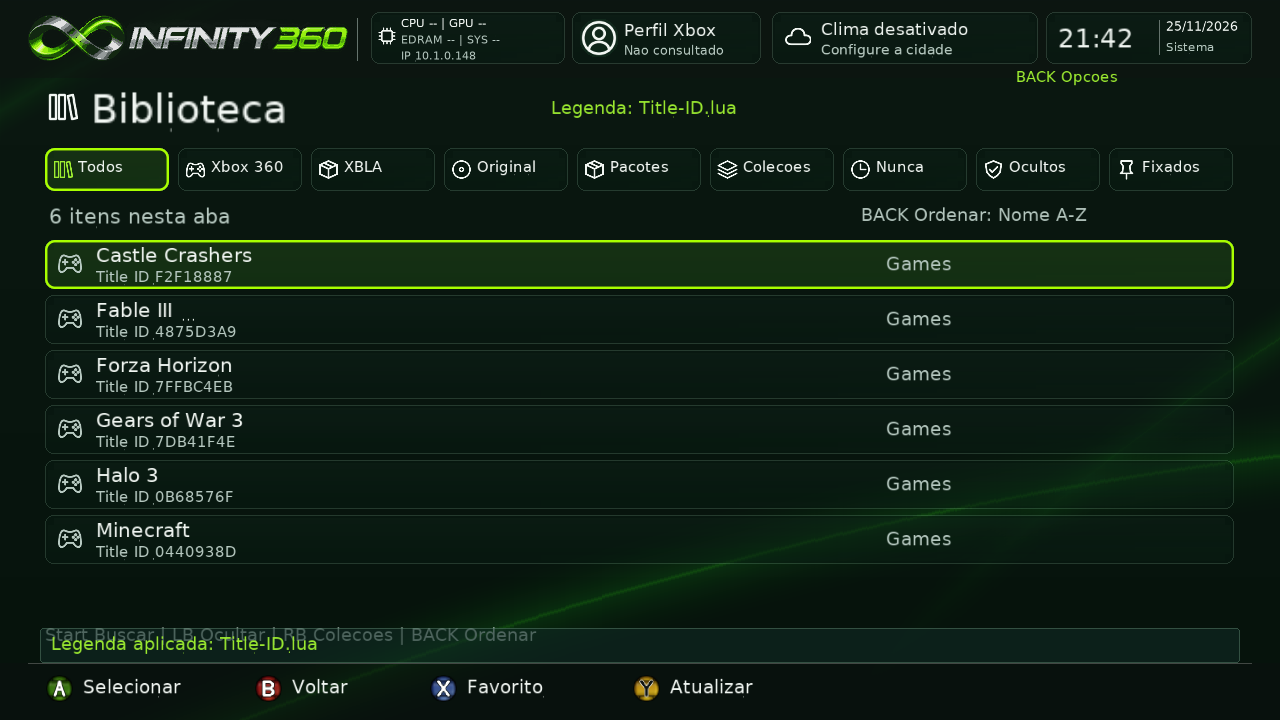 INFINITY 360
CPU -- | GPU --
EDRAM -- | SYS --
IP 10.1.0.148
Perfil Xbox
Nao consultado
Clima desativado
Configure a cidade
21:42
25/11/2026
Sistema
BACK Opcoes
Biblioteca
Legenda: Title-ID.lua
Todos
Xbox 360
XBLA
Original
Pacotes
Colecoes
Nunca
Ocultos
Fixados
6 itens nesta aba
BACK Ordenar: Nome A-Z
Castle Crashers
Title ID F2F18887
Games
Fable III ...
Title ID 4875D3A9
Games
Forza Horizon
Title ID 7FFBC4EB
Games
Gears of War 3
Title ID 7DB41F4E
Games
Halo 3
Title ID 0B68576F
Games
Minecraft
Title ID 0440938D
Games
Start Buscar | LB Ocultar | RB Colecoes | BACK Ordenar
Legenda aplicada: Title-ID.lua
A Selecionar
B Voltar
X Favorito
Y Atualizar